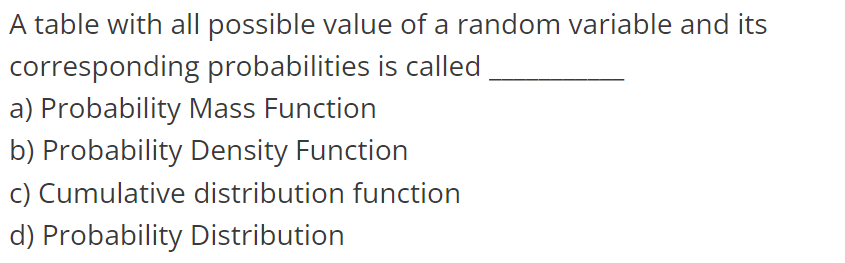 A table with all possible value of a random variable and its
corresponding probabilities is called ___________
a) Probability Mass Function
b) Probability Density Function
c) Cumulative distribution function
d) Probability Distribution